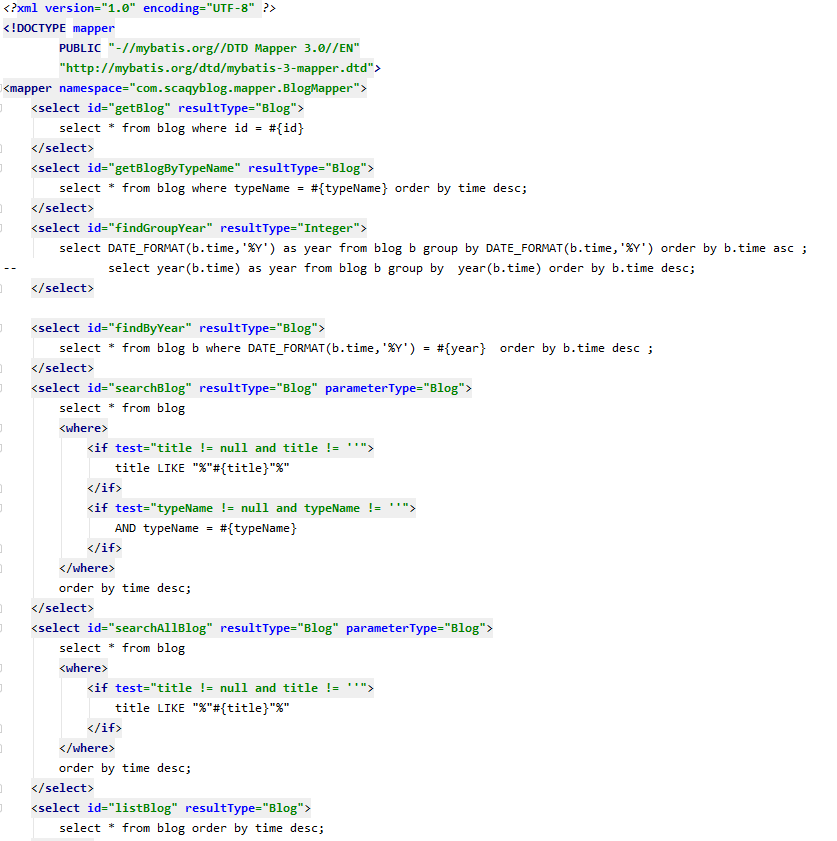 <?xml version="1.0" encoding="UTF-8" ?>
<!DOCTYPE mapper
        PUBLIC "-//mybatis.org//DTD Mapper 3.0//EN"
        "http://mybatis.org/dtd/mybatis-3-mapper.dtd">
<mapper namespace="com.scaqyblog.mapper.BlogMapper">
    <select id="getBlog" resultType="Blog">
        select * from blog where id = #{id}
    </select>
    <select id="getBlogByTypeName" resultType="Blog">
        select * from blog where typeName = #{typeName} order by time desc;
    </select>
    <select id="findGroupYear" resultType="Integer">
        select DATE_FORMAT(b.time,'%Y') as year from blog b group by DATE_FORMAT(b.time,'%Y') order by b.time asc ;
--             select year(b.time) as year from blog b group by  year(b.time) order by b.time desc;
    </select>

    <select id="findByYear" resultType="Blog">
        select * from blog b where DATE_FORMAT(b.time,'%Y') = #{year}  order by b.time desc ;
    </select>
    <select id="searchBlog" resultType="Blog" parameterType="Blog">
        select * from blog
        <where>
            <if test="title != null and title != ''">
                title LIKE "%"#{title}"%"
            </if>
            <if test="typeName != null and typeName != ''">
                AND typeName = #{typeName}
            </if>
        </where>
        order by time desc;
    </select>
    <select id="searchAllBlog" resultType="Blog" parameterType="Blog">
        select * from blog
        <where>
            <if test="title != null and title != ''">
                title LIKE "%"#{title}"%"
            </if>
        </where>
        order by time desc;
    </select>
    <select id="listBlog" resultType="Blog">
        select * from blog order by time desc;